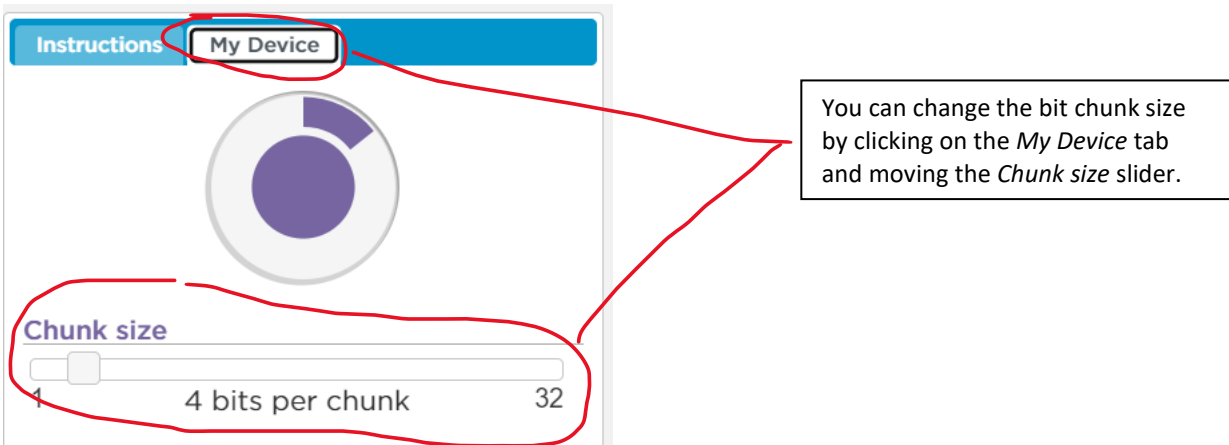 Instructions
My Device
Chunk size
1
4 bits per chunk
32
You can change the bit chunk size
by clicking on the My Device tab
and moving the Chunk size slider.